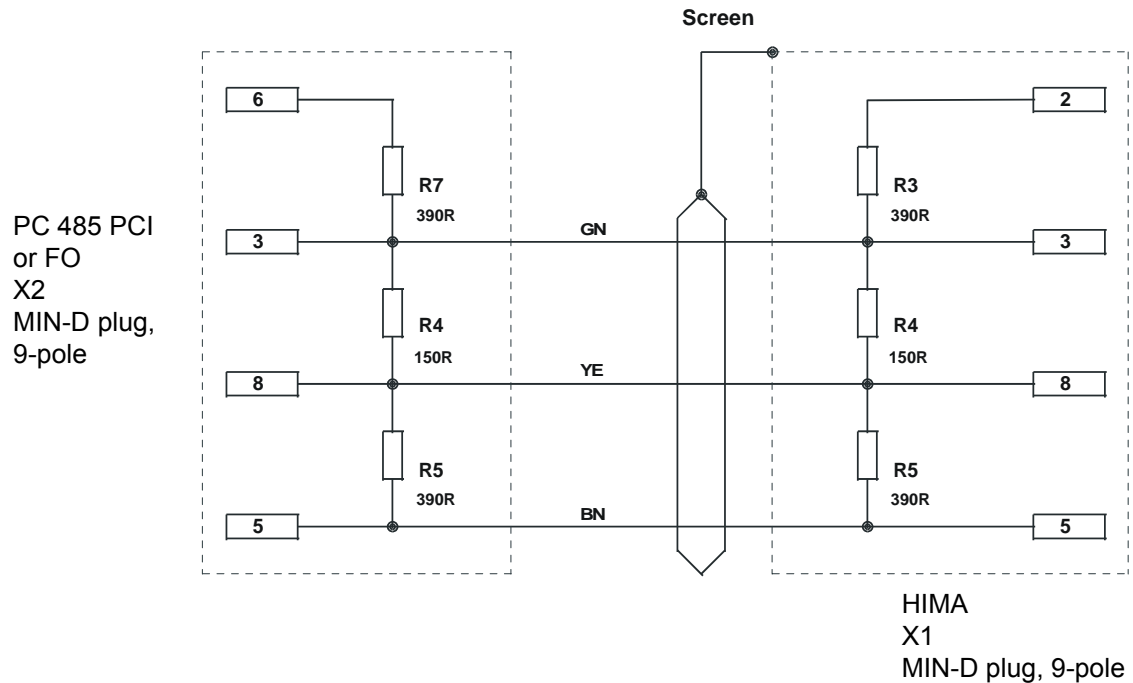 Screen
6
2
R7
390R
R3
390R
PC 485 PCI
or FO
X2
MIN-D plug,
9-pole
3
GN
3
R4
150R
R4
150R
8
YE
8
R5
390R
R5
390R
5
BN
5
HIMA
X1
MIN-D plug, 9-pole